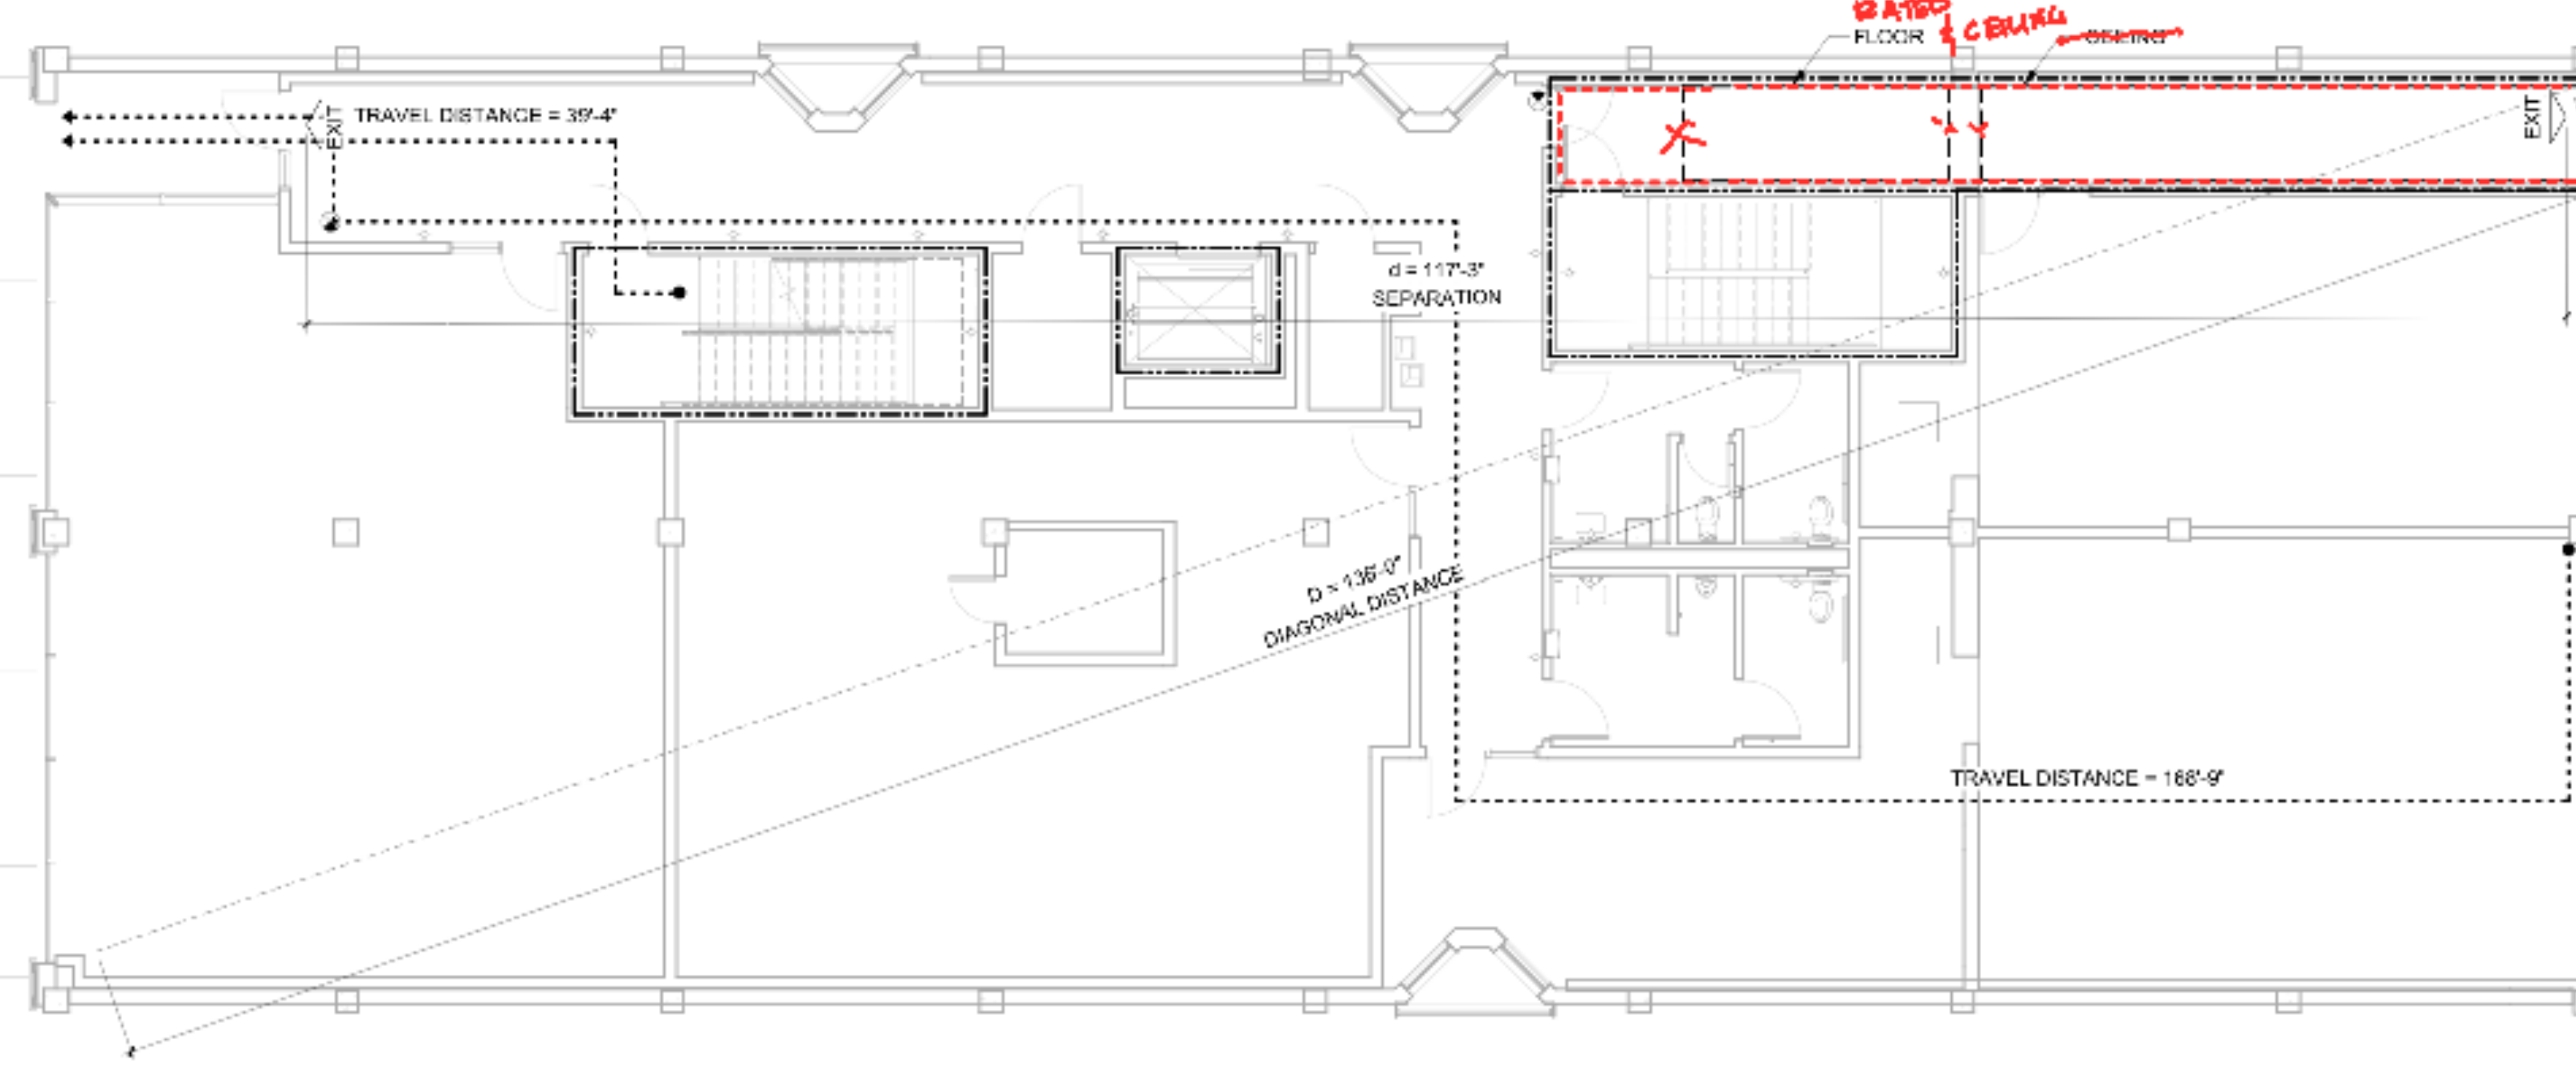 RATED
& CEILING
FLOOR
CEILING
TRAVEL DISTANCE = 39'-4"
EXIT
EXIT
d = 117'-3"
SEPARATION
D = 136'-0"
DIAGONAL DISTANCE
TRAVEL DISTANCE = 168'-9"